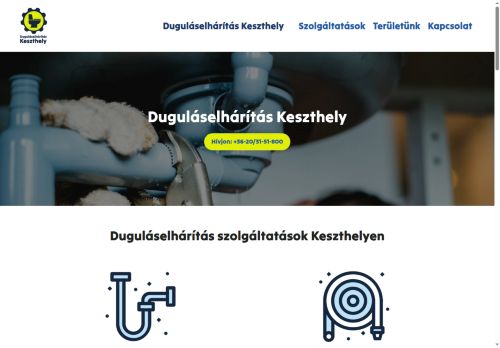 Duguláselhárítás
Keszthely
Duguláselhárítás Keszthely Szolgáltatások Területünk Kapcsolat
Duguláselhárítás Keszthely
Hívjon: +36-20/31-51-800
Duguláselhárítás szolgáltatások Keszthelyen